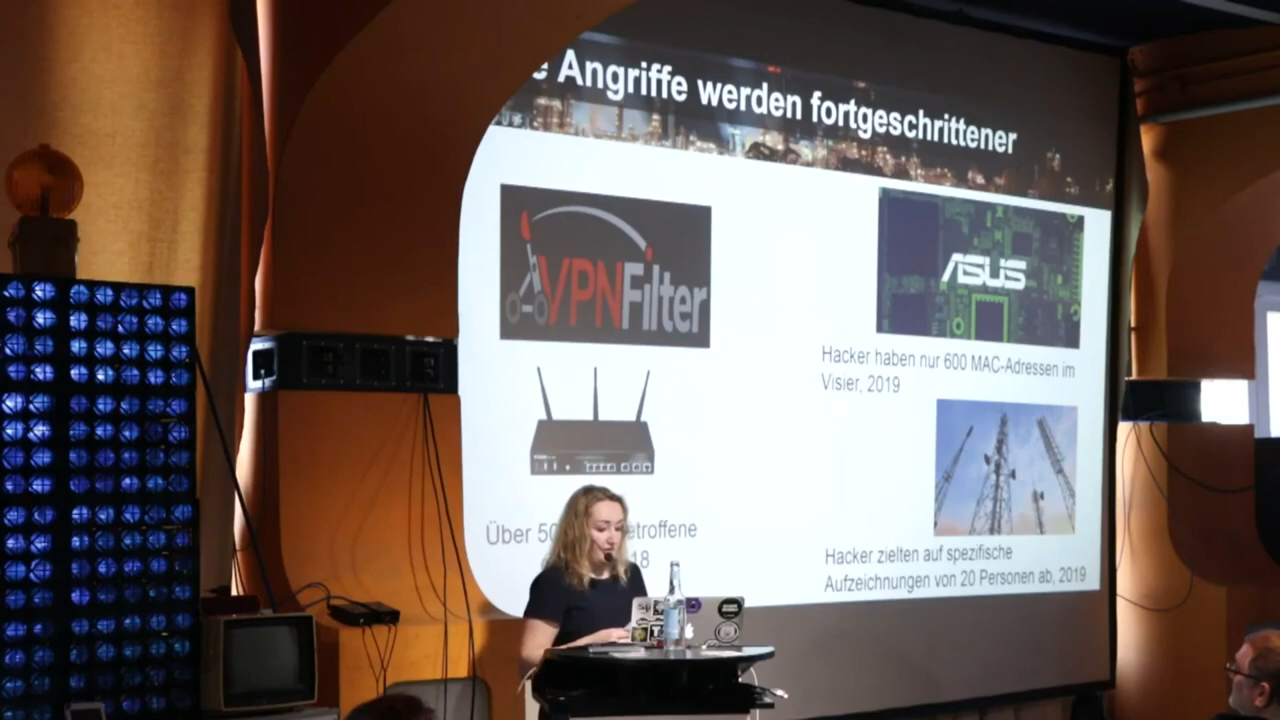 Angriffe werden fortgeschrittener
VPNFilter
ASUS
Hacker haben nur 600 MAC-Adressen im
Visier, 2019
Über
Hacker zielten auf spezifische
Aufzeichnungen von 20 Personen ab, 2019